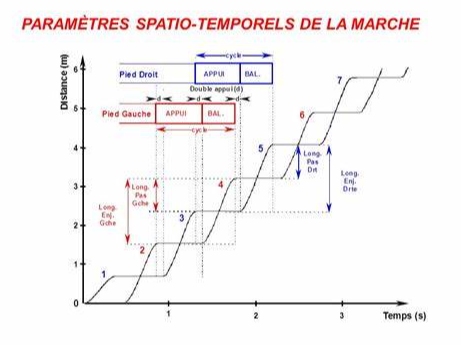 PARAMÈTRES SPATIO-TEMPORELS DE LA MARCHE
Distance (m)
6
5
4
3
2
1
0
cycle
Pied Droit
APPUI
BAL.
Double appui(d)
d
d
d
Pied Gauche
APPUI
BAL.
cycle
7
6
5
4
3
2
1
Long.
Pas
Drt
Long.
Enj.
Drte
Long.
Pas
Gche
Long.
Enj.
Gche
1
2
3
Temps (s)